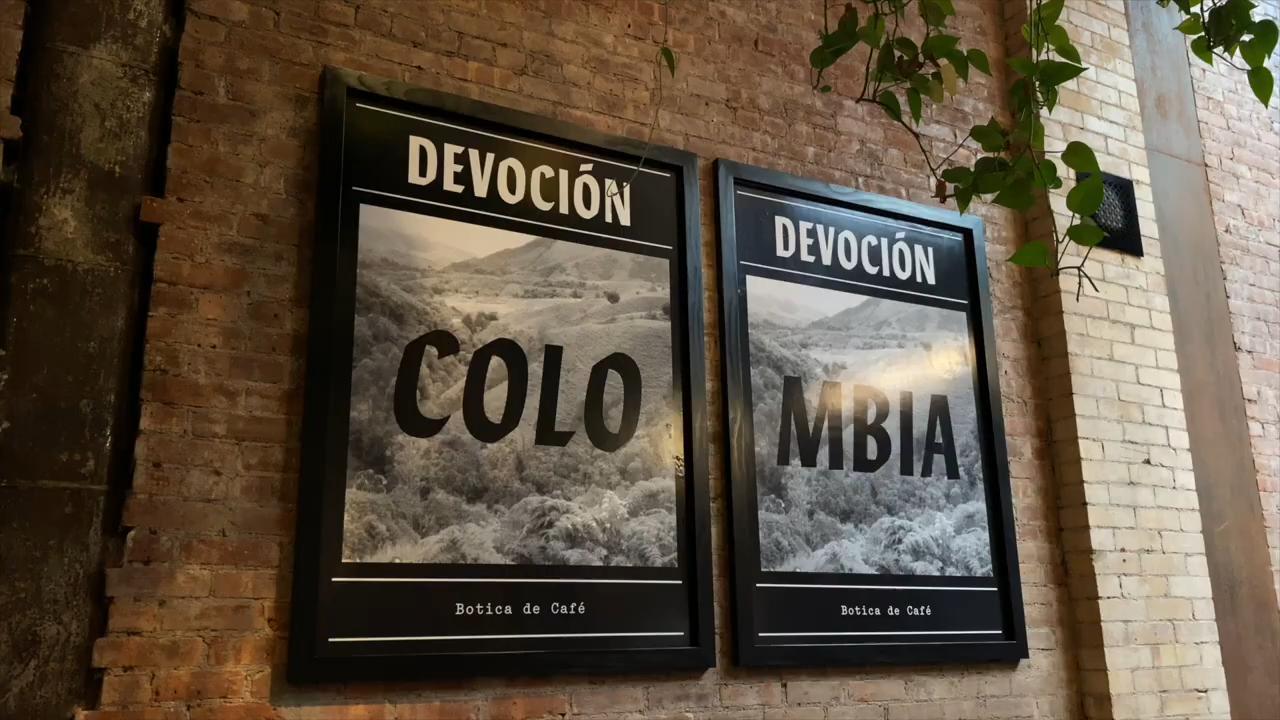 DEVOCIÓN
COLO
Botica de Café
DEVOCIÓN
MBIA
Botica de Café